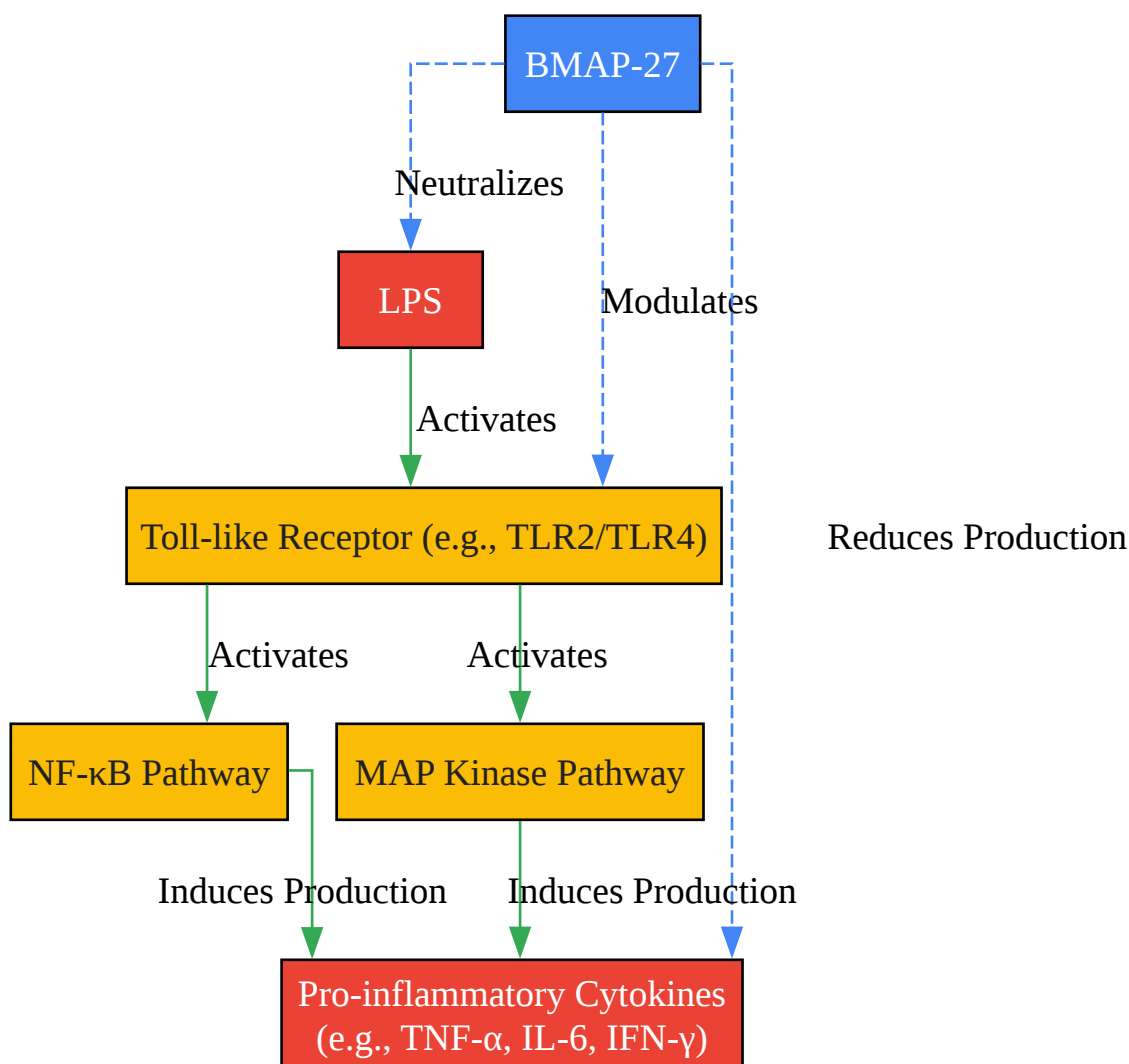 BMAP-27
Neutralizes
LPS
Modulates
Activates
Toll-like Receptor (e.g., TLR2/TLR4)
Reduces Production
Activates
Activates
NF-κB Pathway
MAP Kinase Pathway
Induces Production
Induces Production
Pro-inflammatory Cytokines
(e.g., TNF-α, IL-6, IFN-γ)